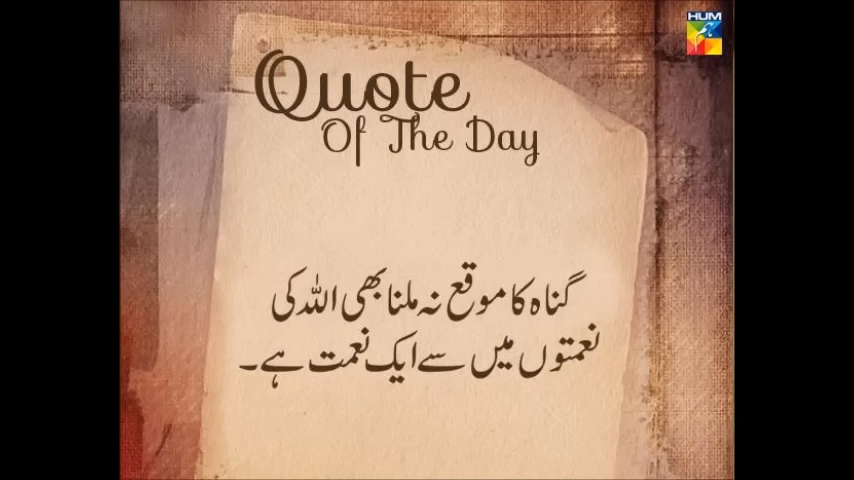 HUM
ہم
Quote
Of The Day
گناہ کا موقع نہ ملنا بھی اللہ کی
نعمتوں میں سے ایک نعمت ہے۔